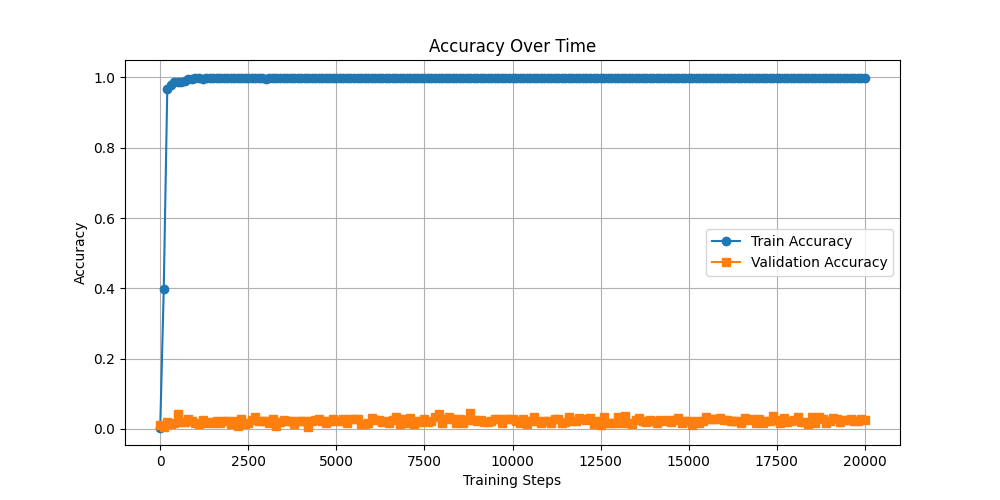 Accuracy Over Time
Accuracy
1.0
0.8
0.6
0.4
0.2
0.0
Train Accuracy
Validation Accuracy
0 2500 5000 7500 10000 12500 15000 17500 20000
Training Steps